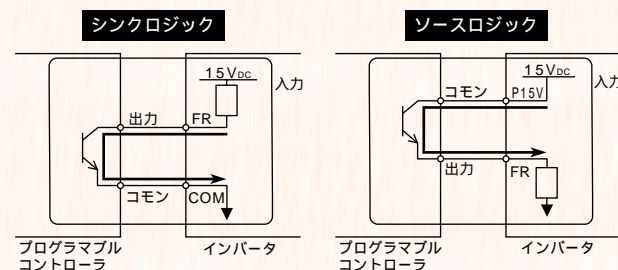 シンクロジック
15VDC
入力
出力
FR
コモン
COM
プログラマブル
コントローラ
インバータ
ソースロジック
15VDC
入力
コモン
P15V
出力
FR
プログラマブル
コントローラ
インバータ